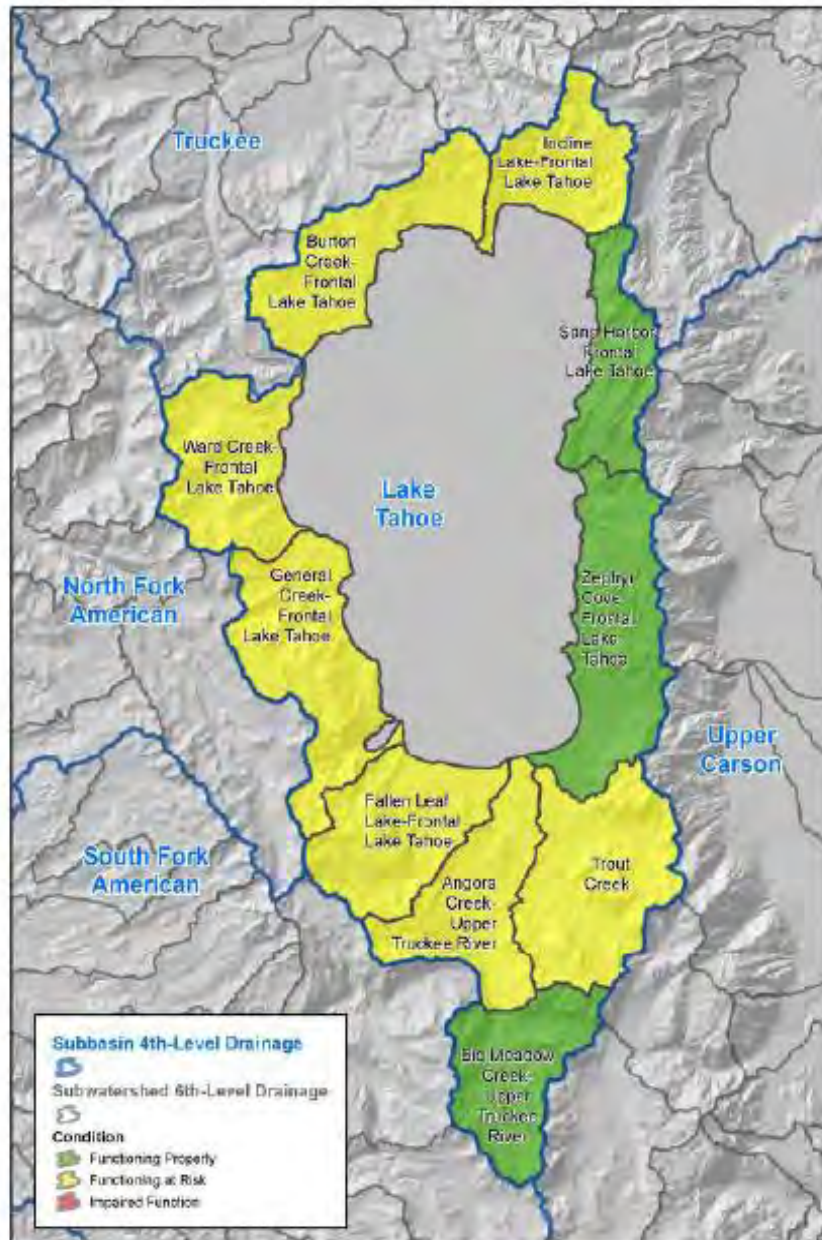 Truckee
Incline
Lake-Frontal
Lake Tahoe
Burton
Creek-
Frontal
Lake Tahoe
Sand Harbor
Frontal
Lake Tahoe
Ward Creek-
Frontal
Lake Tahoe
Lake
Tahoe
North Fork
American
General
Creek-
Frontal
Lake Tahoe
Zephyr
Cove
Frontal
Lake
Tahoe
Upper
Carson
Fallen Leaf
Lake-Frontal
Lake Tahoe
South Fork
American
Angora
Creek-
Upper
Truckee River
Trout
Creek
Big Meadow
Creek-
Upper
Truckee
River
Subbasin 4th-Level Drainage
Subwatershed 6th-Level Drainage
Condition
Functioning Property
Functioning at Risk
Impaired Function